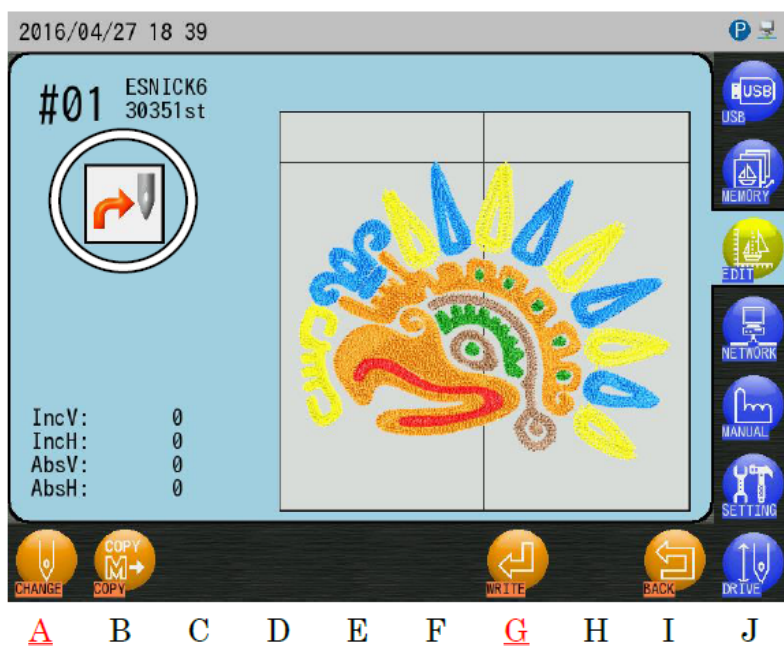 2016/04/27 18 39
P
#01
ESNICK6
30351st
USB
USB
MEMORY
EDIT
NETWORK
MANUAL
SETTING
IncV: 0
IncH: 0
AbsV: 0
AbsH: 0
CHANGE
COPY
M
COPY
WRITE
BACK
DRIVE
A B C D E F G H I J